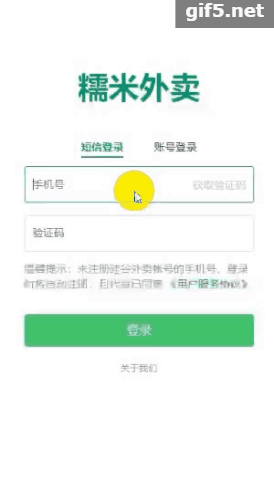 gif5.net
糯米外卖
短信登录 账号登录
手机号 获取验证码
验证码
温馨提示：未注册硅谷外卖帐号的手机号，登录
时将自动注册，且代表已同意《用户服务协议》
登录
关于我们